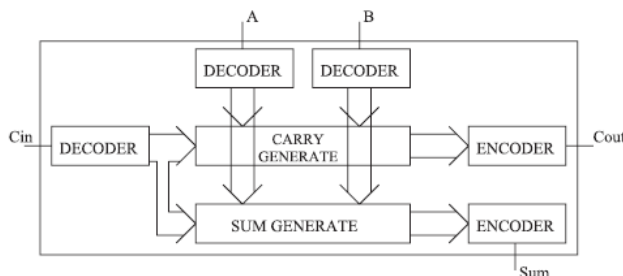 A
B
DECODER
DECODER
Cin
DECODER
CARRY
GENERATE
ENCODER
Cout
SUM GENERATE
ENCODER
Sum